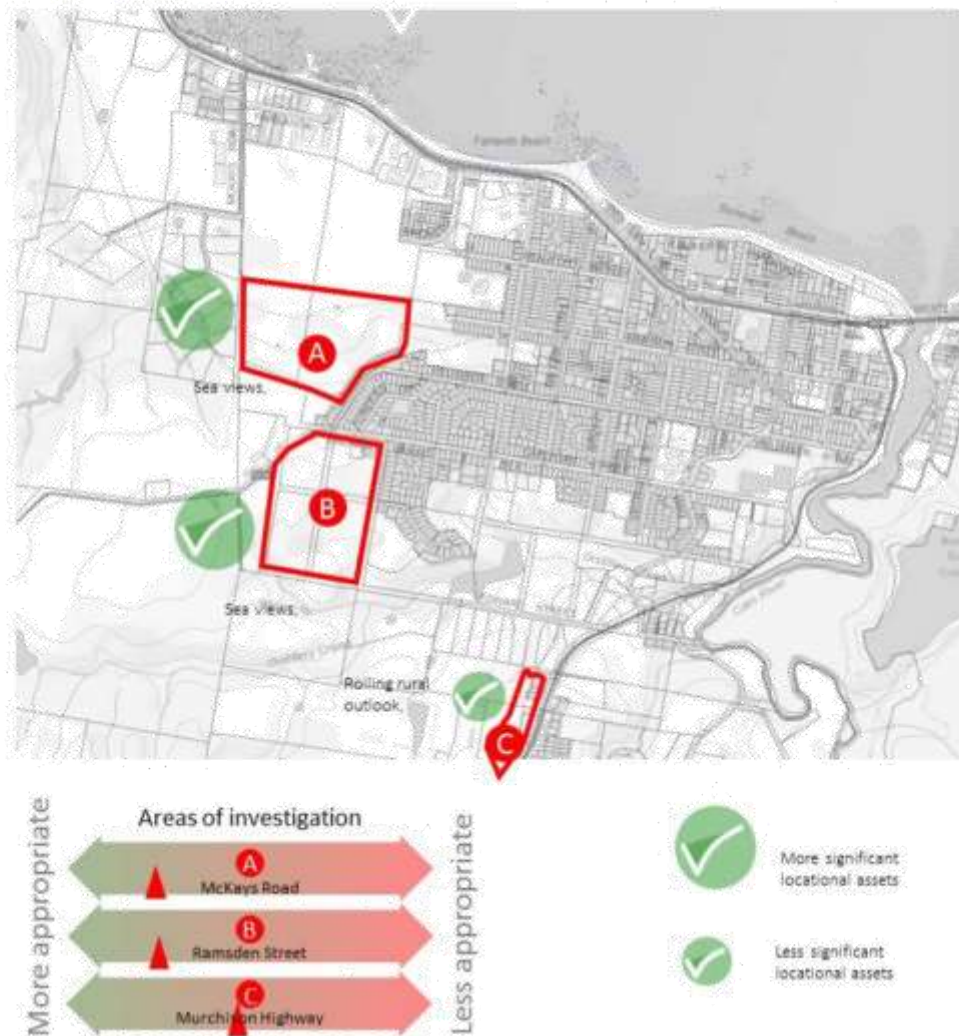 A
Sea views.
B
Sea views.
Rolling rural
outlook.
C
Areas of investigation
More appropriate
Less appropriate
A
McKays Road
B
Ramsden Street
C
Murchison Highway
More significant
locational assets
Less significant
locational assets